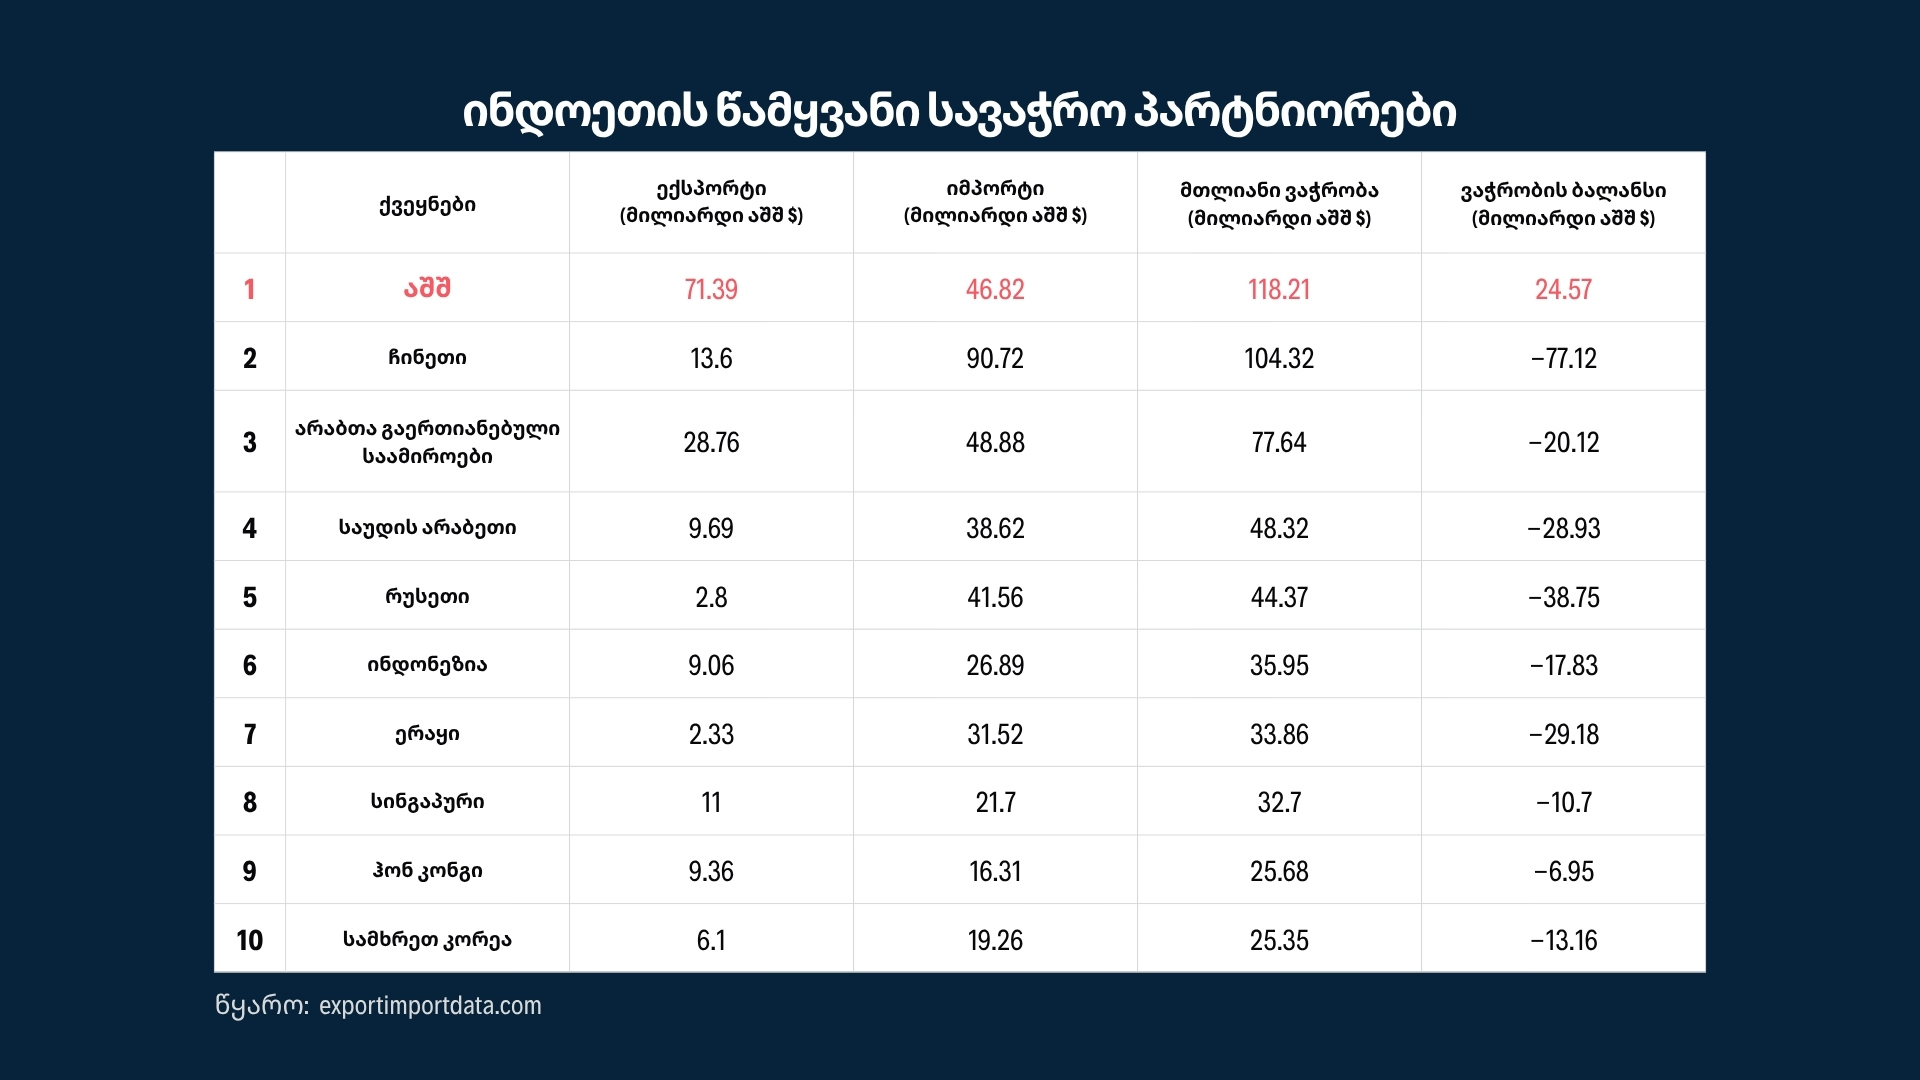 ინდოეთის წამყვანი სავაჭრო პარტნიორები
ქვეყნები
ექსპორტი
(მილიარდი აშშ $)
იმპორტი
(მილიარდი აშშ $)
მთლიანი ვაჭრობა
(მილიარდი აშშ $)
ვაჭრობის ბალანსი
(მილიარდი აშშ $)
1 აშშ 71.39 46.82 118.21 24.57
2 ჩინეთი 13.6 90.72 104.32 –77.12
3 არაბთა გაერთიანებული
საამიროები 28.76 48.88 77.64 –20.12
4 საუდის არაბეთი 9.69 38.62 48.32 –28.93
5 რუსეთი 2.8 41.56 44.37 –38.75
6 ინდონეზია 9.06 26.89 35.95 –17.83
7 ერაყი 2.33 31.52 33.86 –29.18
8 სინგაპური 11 21.7 32.7 –10.7
9 ჰონ კონგი 9.36 16.31 25.68 –6.95
10 სამხრეთ კორეა 6.1 19.26 25.35 –13.16
წყარო: exportimportdata.com